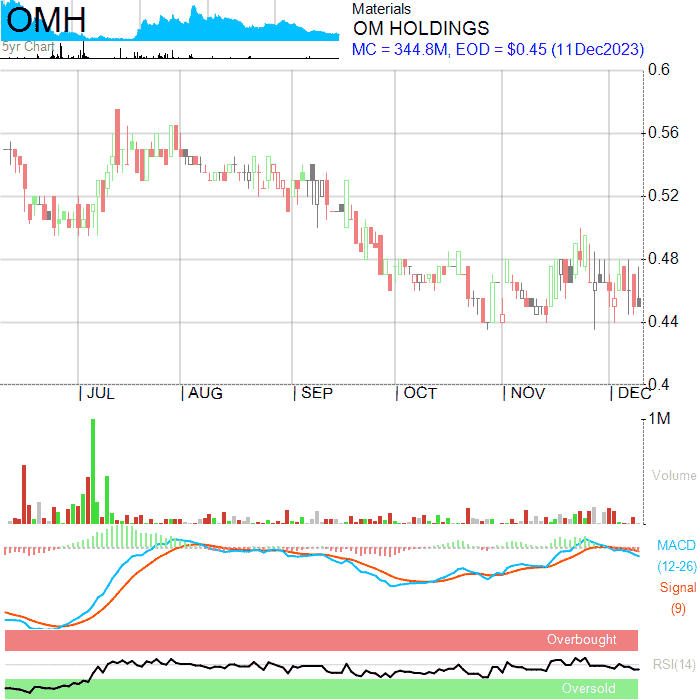 OMH
5yr Chart
Materials
OM HOLDINGS
MC = 344.8M, EOD = $0.45 (11Dec2023)
0.6
0.56
0.52
0.48
0.44
0.4
JUL
AUG
SEP
OCT
NOV
DEC
1M
Volume
MACD
(12-26)
Signal
(9)
Overbought
RSI(14)
Oversold